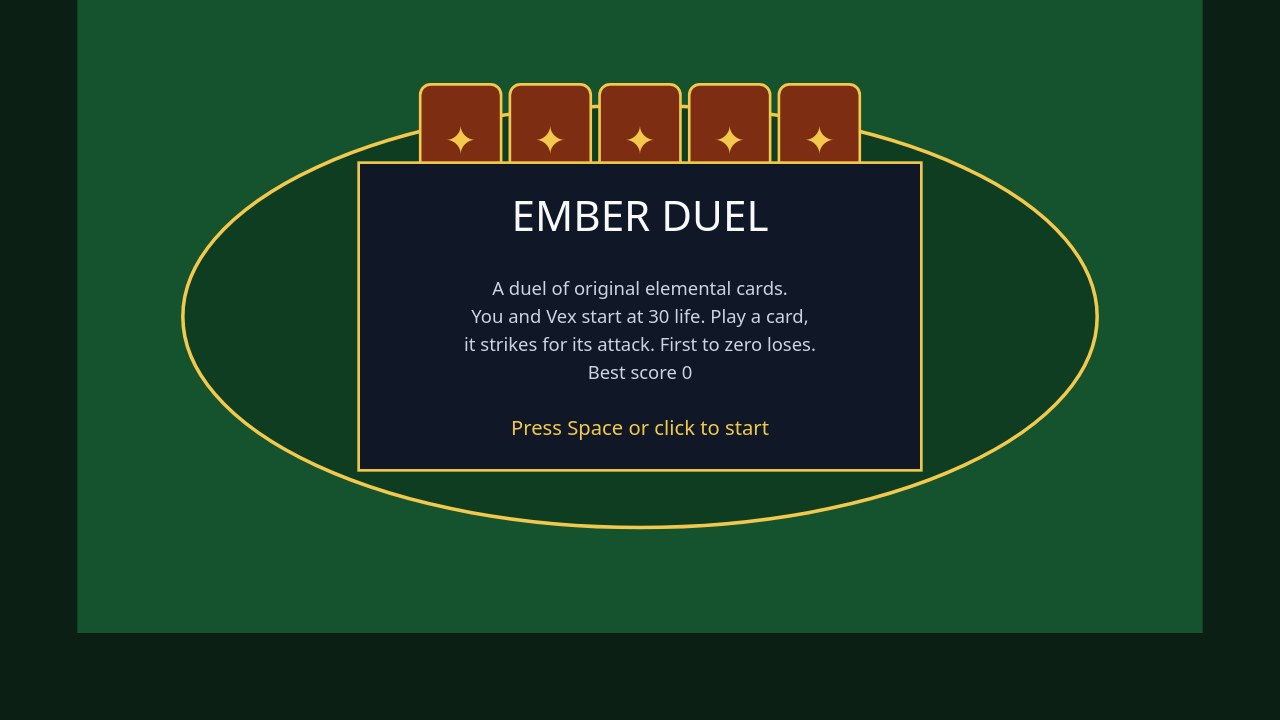 EMBER DUEL
A duel of original elemental cards.
You and Vex start at 30 life. Play a card,
it strikes for its attack. First to zero loses.
Best score 0
Press Space or click to start